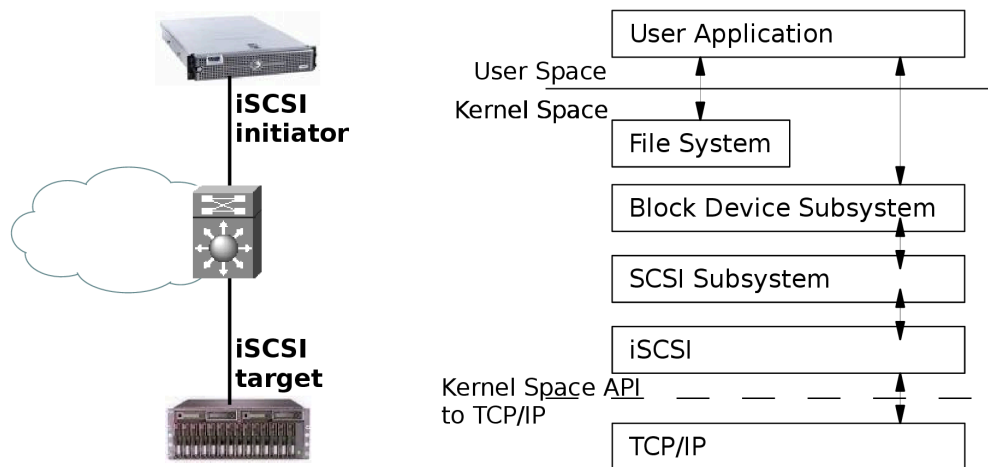 iSCSI
initiator
iSCSI
target
User Application
User Space
Kernel Space
File System
Block Device Subsystem
SCSI Subsystem
iSCSI
Kernel Space API
to TCP/IP
TCP/IP